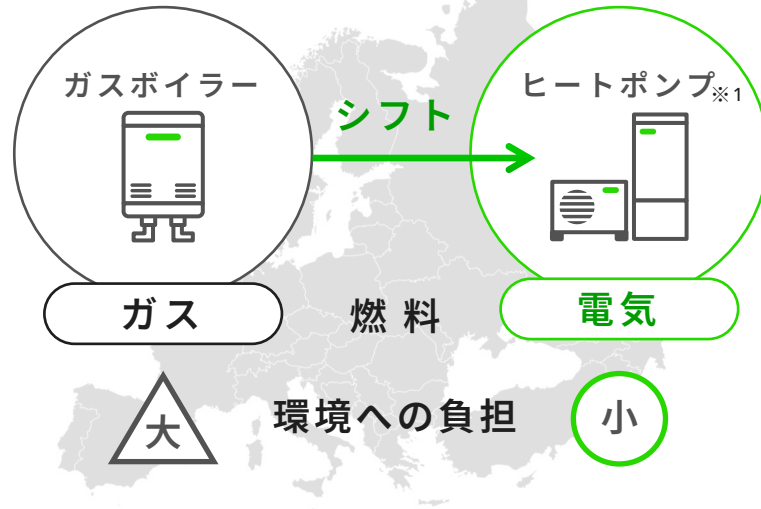 ガスボイラー
シフト
ヒートポンプ※1
ガス
燃料
電気
大
環境への負担
小